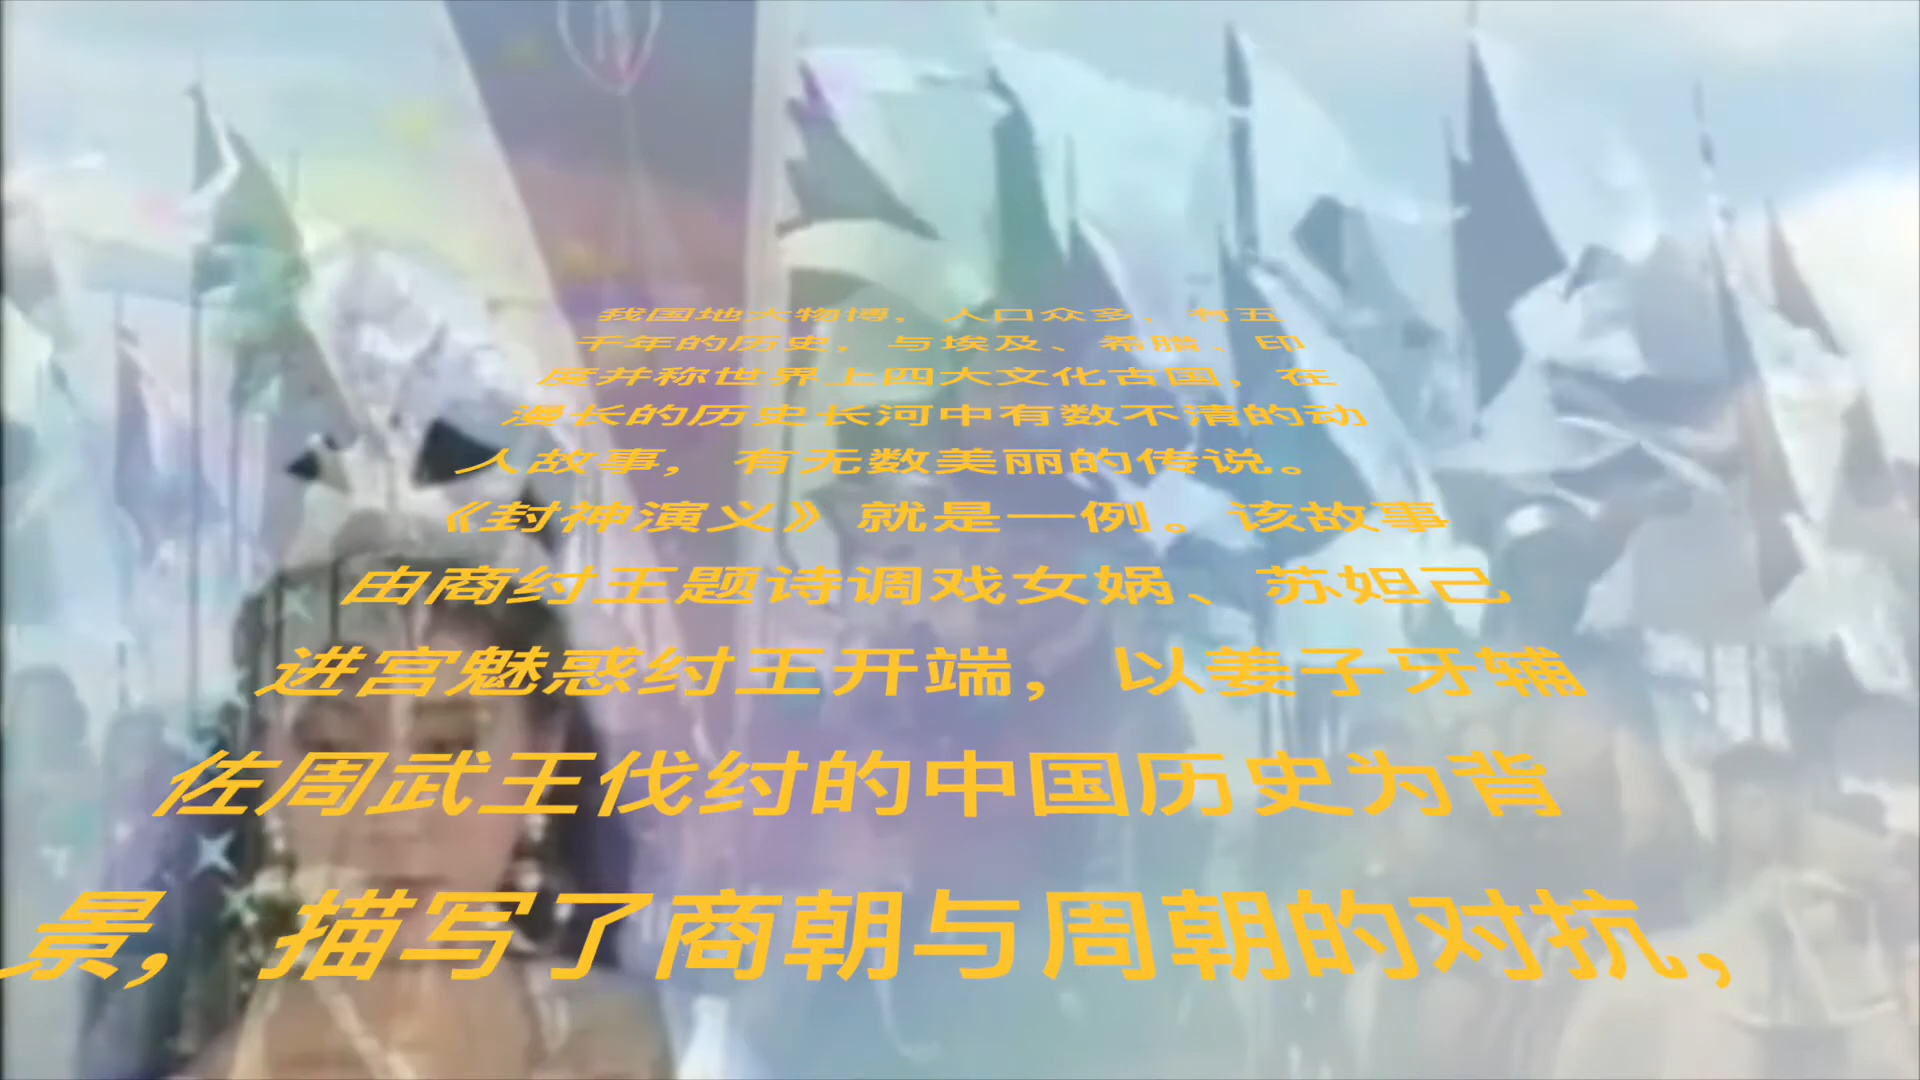 我国地大物博，人口众多，有五
千年的历史，与埃及、希腊、印
度并称世界上四大文化古国，在
漫长的历史长河中有数不清的动
人故事，有无数美丽的传说。
《封神演义》就是一例。该故事
由商纣王题诗调戏女娲、苏妲己
进宫魅惑纣王开端，以姜子牙辅
佐周武王伐纣的中国历史为背
景，描写了商朝与周朝的对抗，